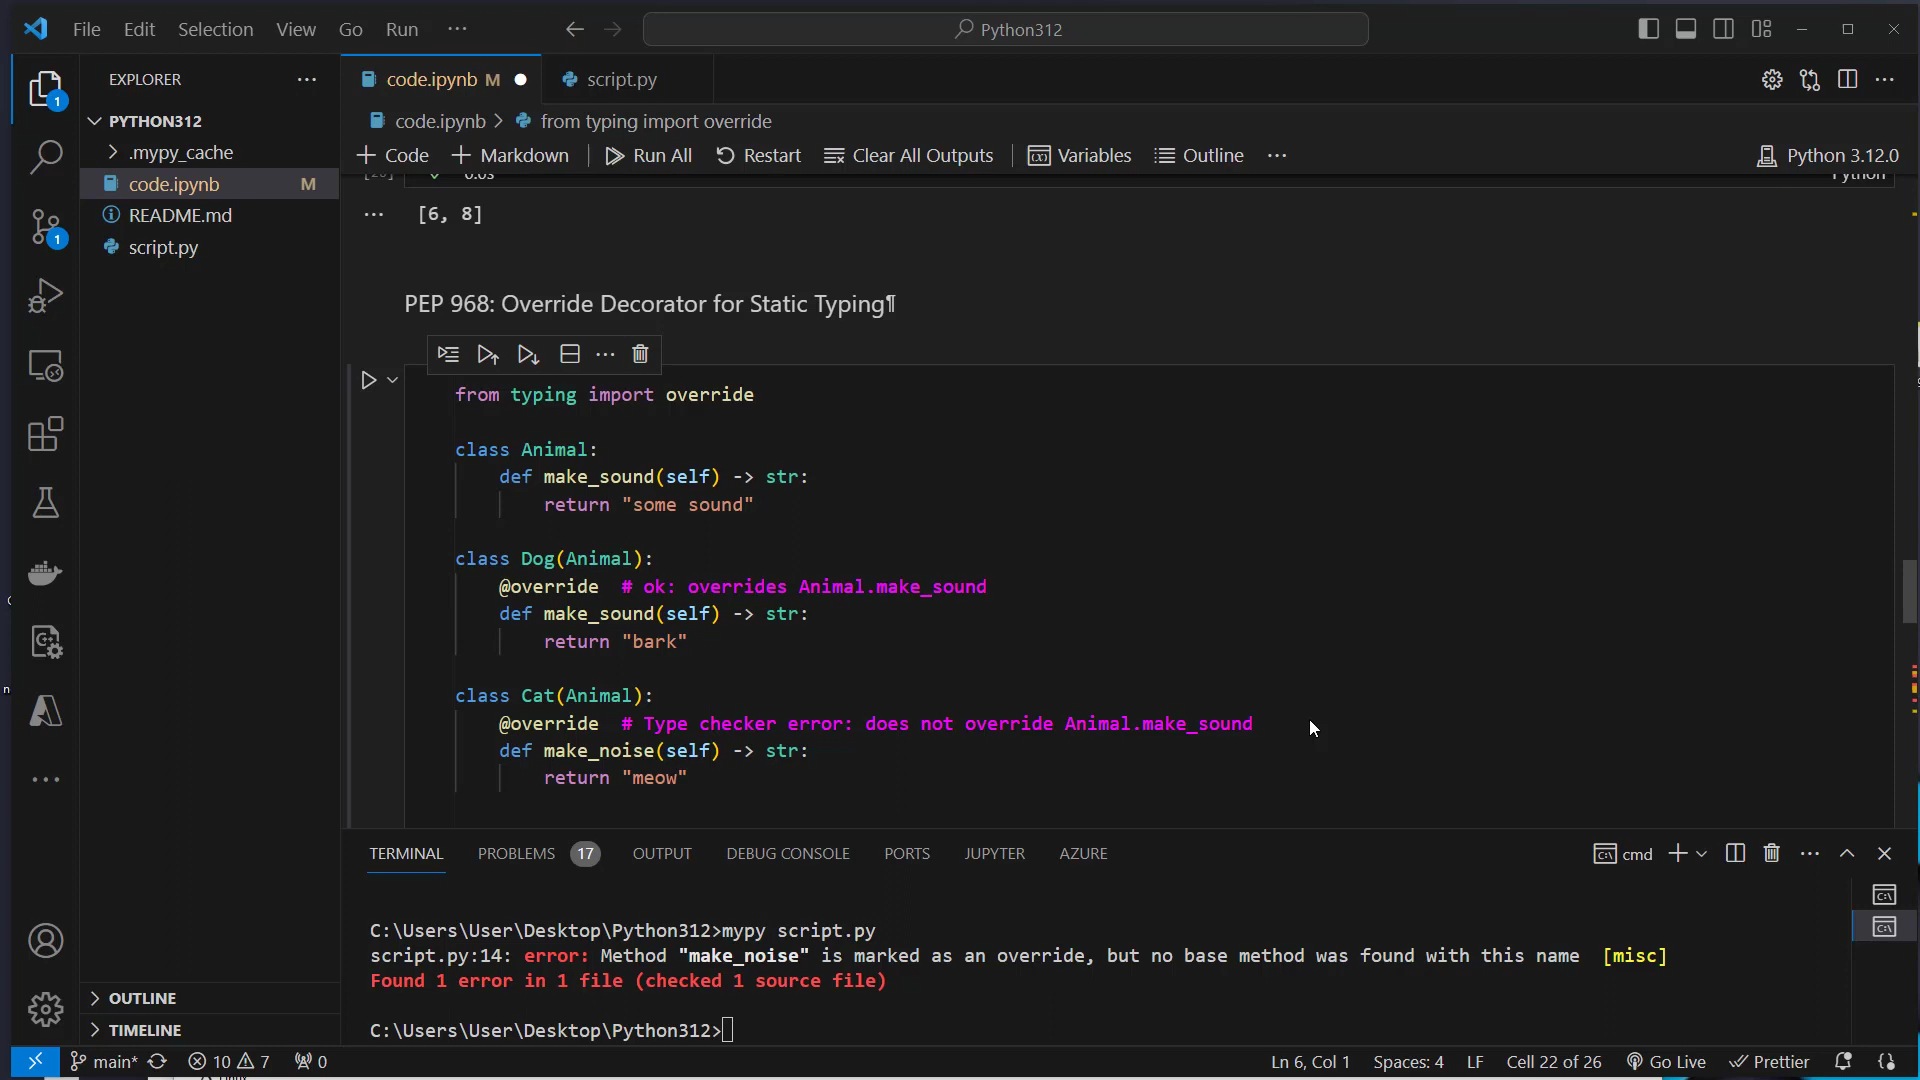 File Edit Selection View Go Run ···
Python312
EXPLORER
PYTHON312
.mypy_cache
code.ipynb M
README.md
script.py
OUTLINE
TIMELINE
1
1
code.ipynb M
script.py
code.ipynb > from typing import override
+ Code + Markdown Run All Restart Clear All Outputs Variables Outline ··· Python 3.12.0
0.0s Python
[6, 8]
PEP 968: Override Decorator for Static Typing¶
from typing import override
class Animal:
def make_sound(self) -> str:
return "some sound"
class Dog(Animal):
@override # ok: overrides Animal.make_sound
def make_sound(self) -> str:
return "bark"
class Cat(Animal):
@override # Type checker error: does not override Animal.make_sound
def make_noise(self) -> str:
return "meow"
TERMINAL PROBLEMS 17 OUTPUT DEBUG CONSOLE PORTS JUPYTER AZURE cmd
C:\Users\User\Desktop\Python312>mypy script.py
script.py:14: error: Method "make_noise" is marked as an override, but no base method was found with this name [misc]
Found 1 error in 1 file (checked 1 source file)
C:\Users\User\Desktop\Python312>
main* 10 7 0 Ln 6, Col 1 Spaces: 4 LF Cell 22 of 26 Go Live Prettier